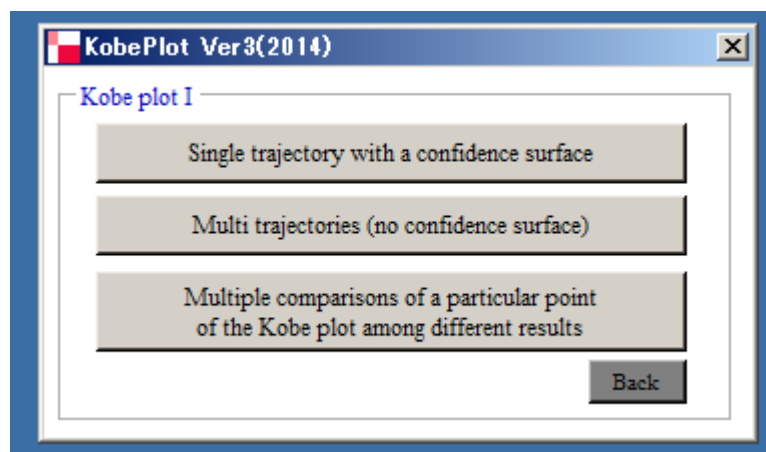 KobePlot Ver3(2014)
Kobe plot I
Single trajectory with a confidence surface
Multi trajectories (no confidence surface)
Multiple comparisons of a particular point
of the Kobe plot among different results
Back